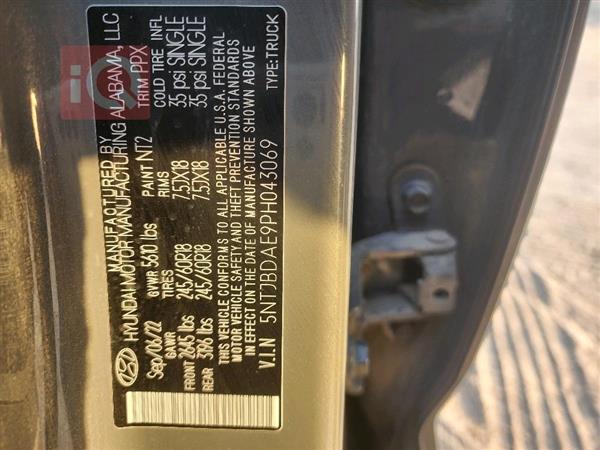 MANUFACTURED BY
HYUNDAI MOTOR MANUFACTURING ALABAMA, LLC
Sep/06/22 GVWR 5610 lbs PAINT NT2 TRIM PPX
GAWR TIRES RIMS COLD TIRE INFL
FRONT 2645 lbs 245/60R18 7.5JX18 35 psi SINGLE
REAR 3186 lbs 245/60R18 7.5JX18 35 psi SINGLE
THIS VEHICLE CONFORMS TO ALL APPLICABLE U.S.A. FEDERAL
MOTOR VEHICLE SAFETY AND THEFT PREVENTION STANDARDS
IN EFFECT ON THE DATE OF MANUFACTURE SHOWN ABOVE
V.I.N 5NTJBDAE9PH043069 TYPE:TRUCK